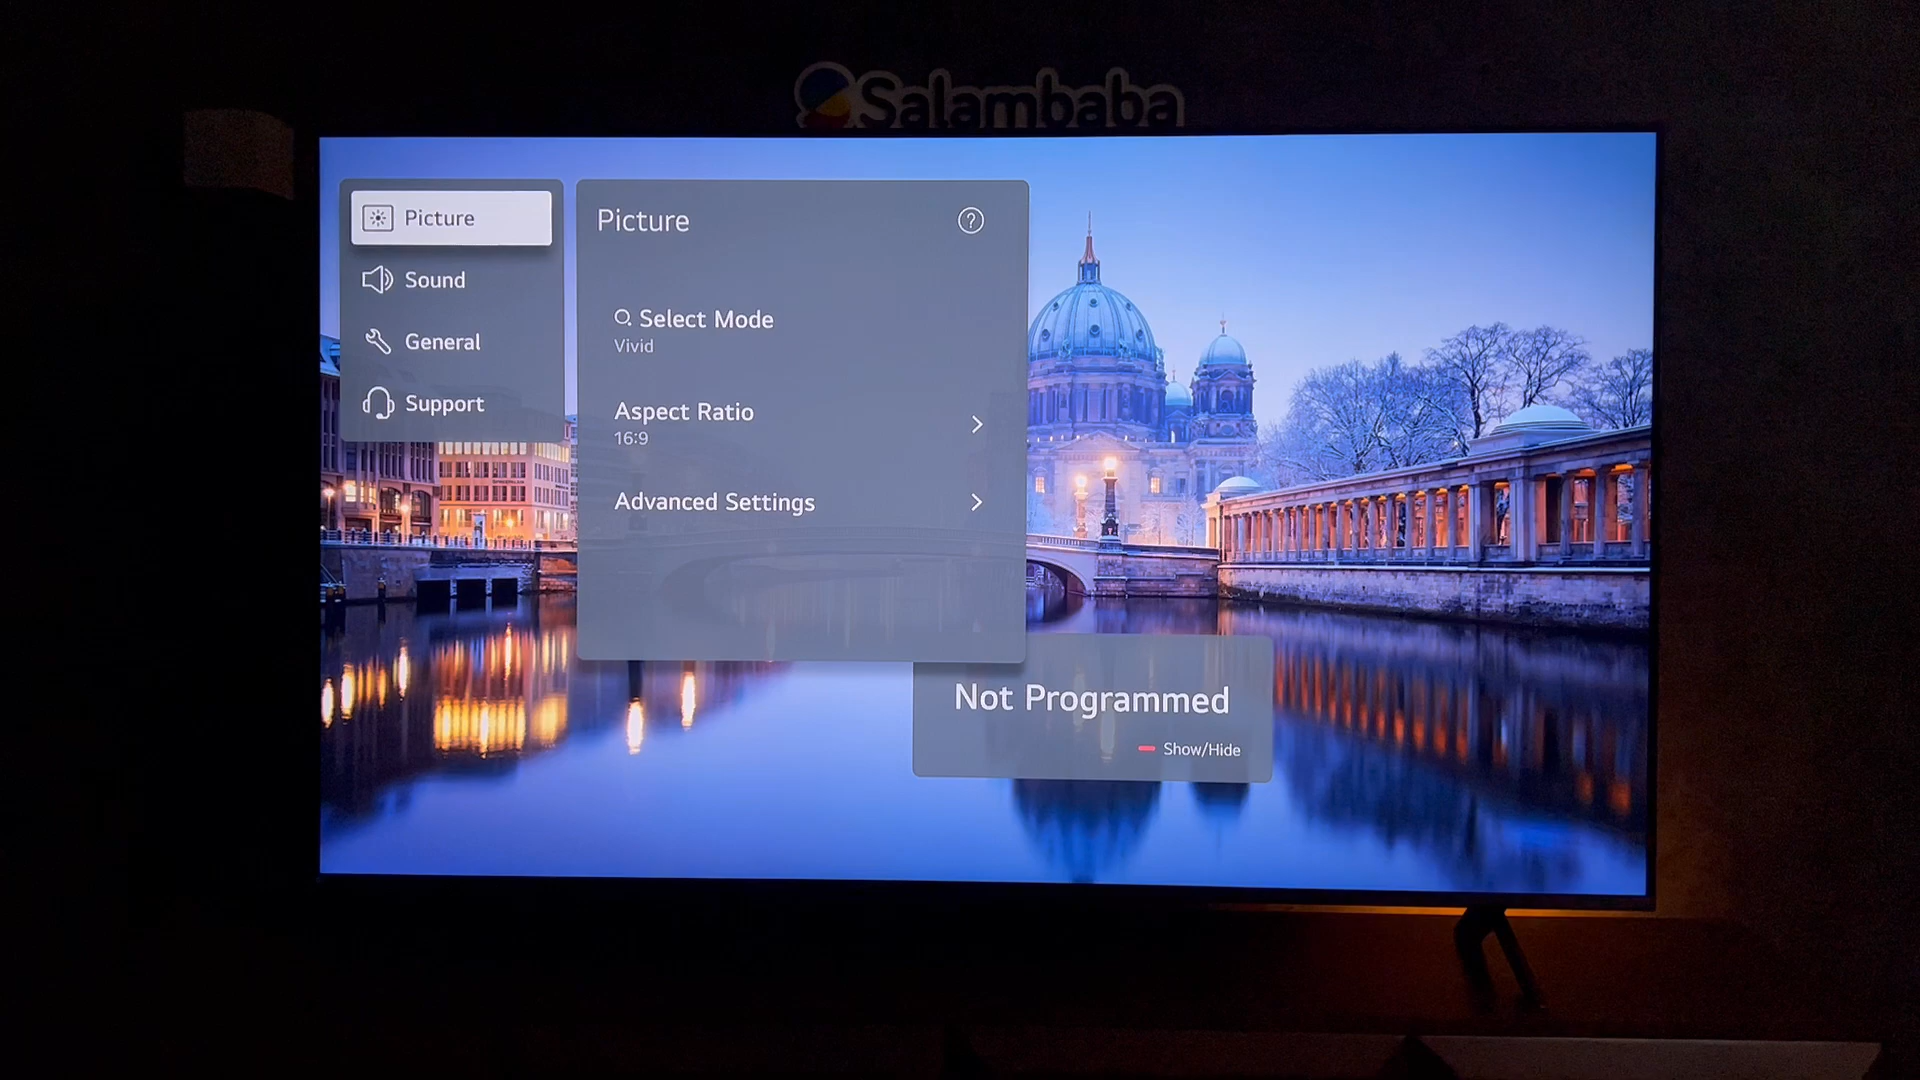 Salambaba
Picture
Sound
General
Support
Picture
Select Mode
Vivid
Aspect Ratio
16:9
Advanced Settings
Not Programmed
Show/Hide